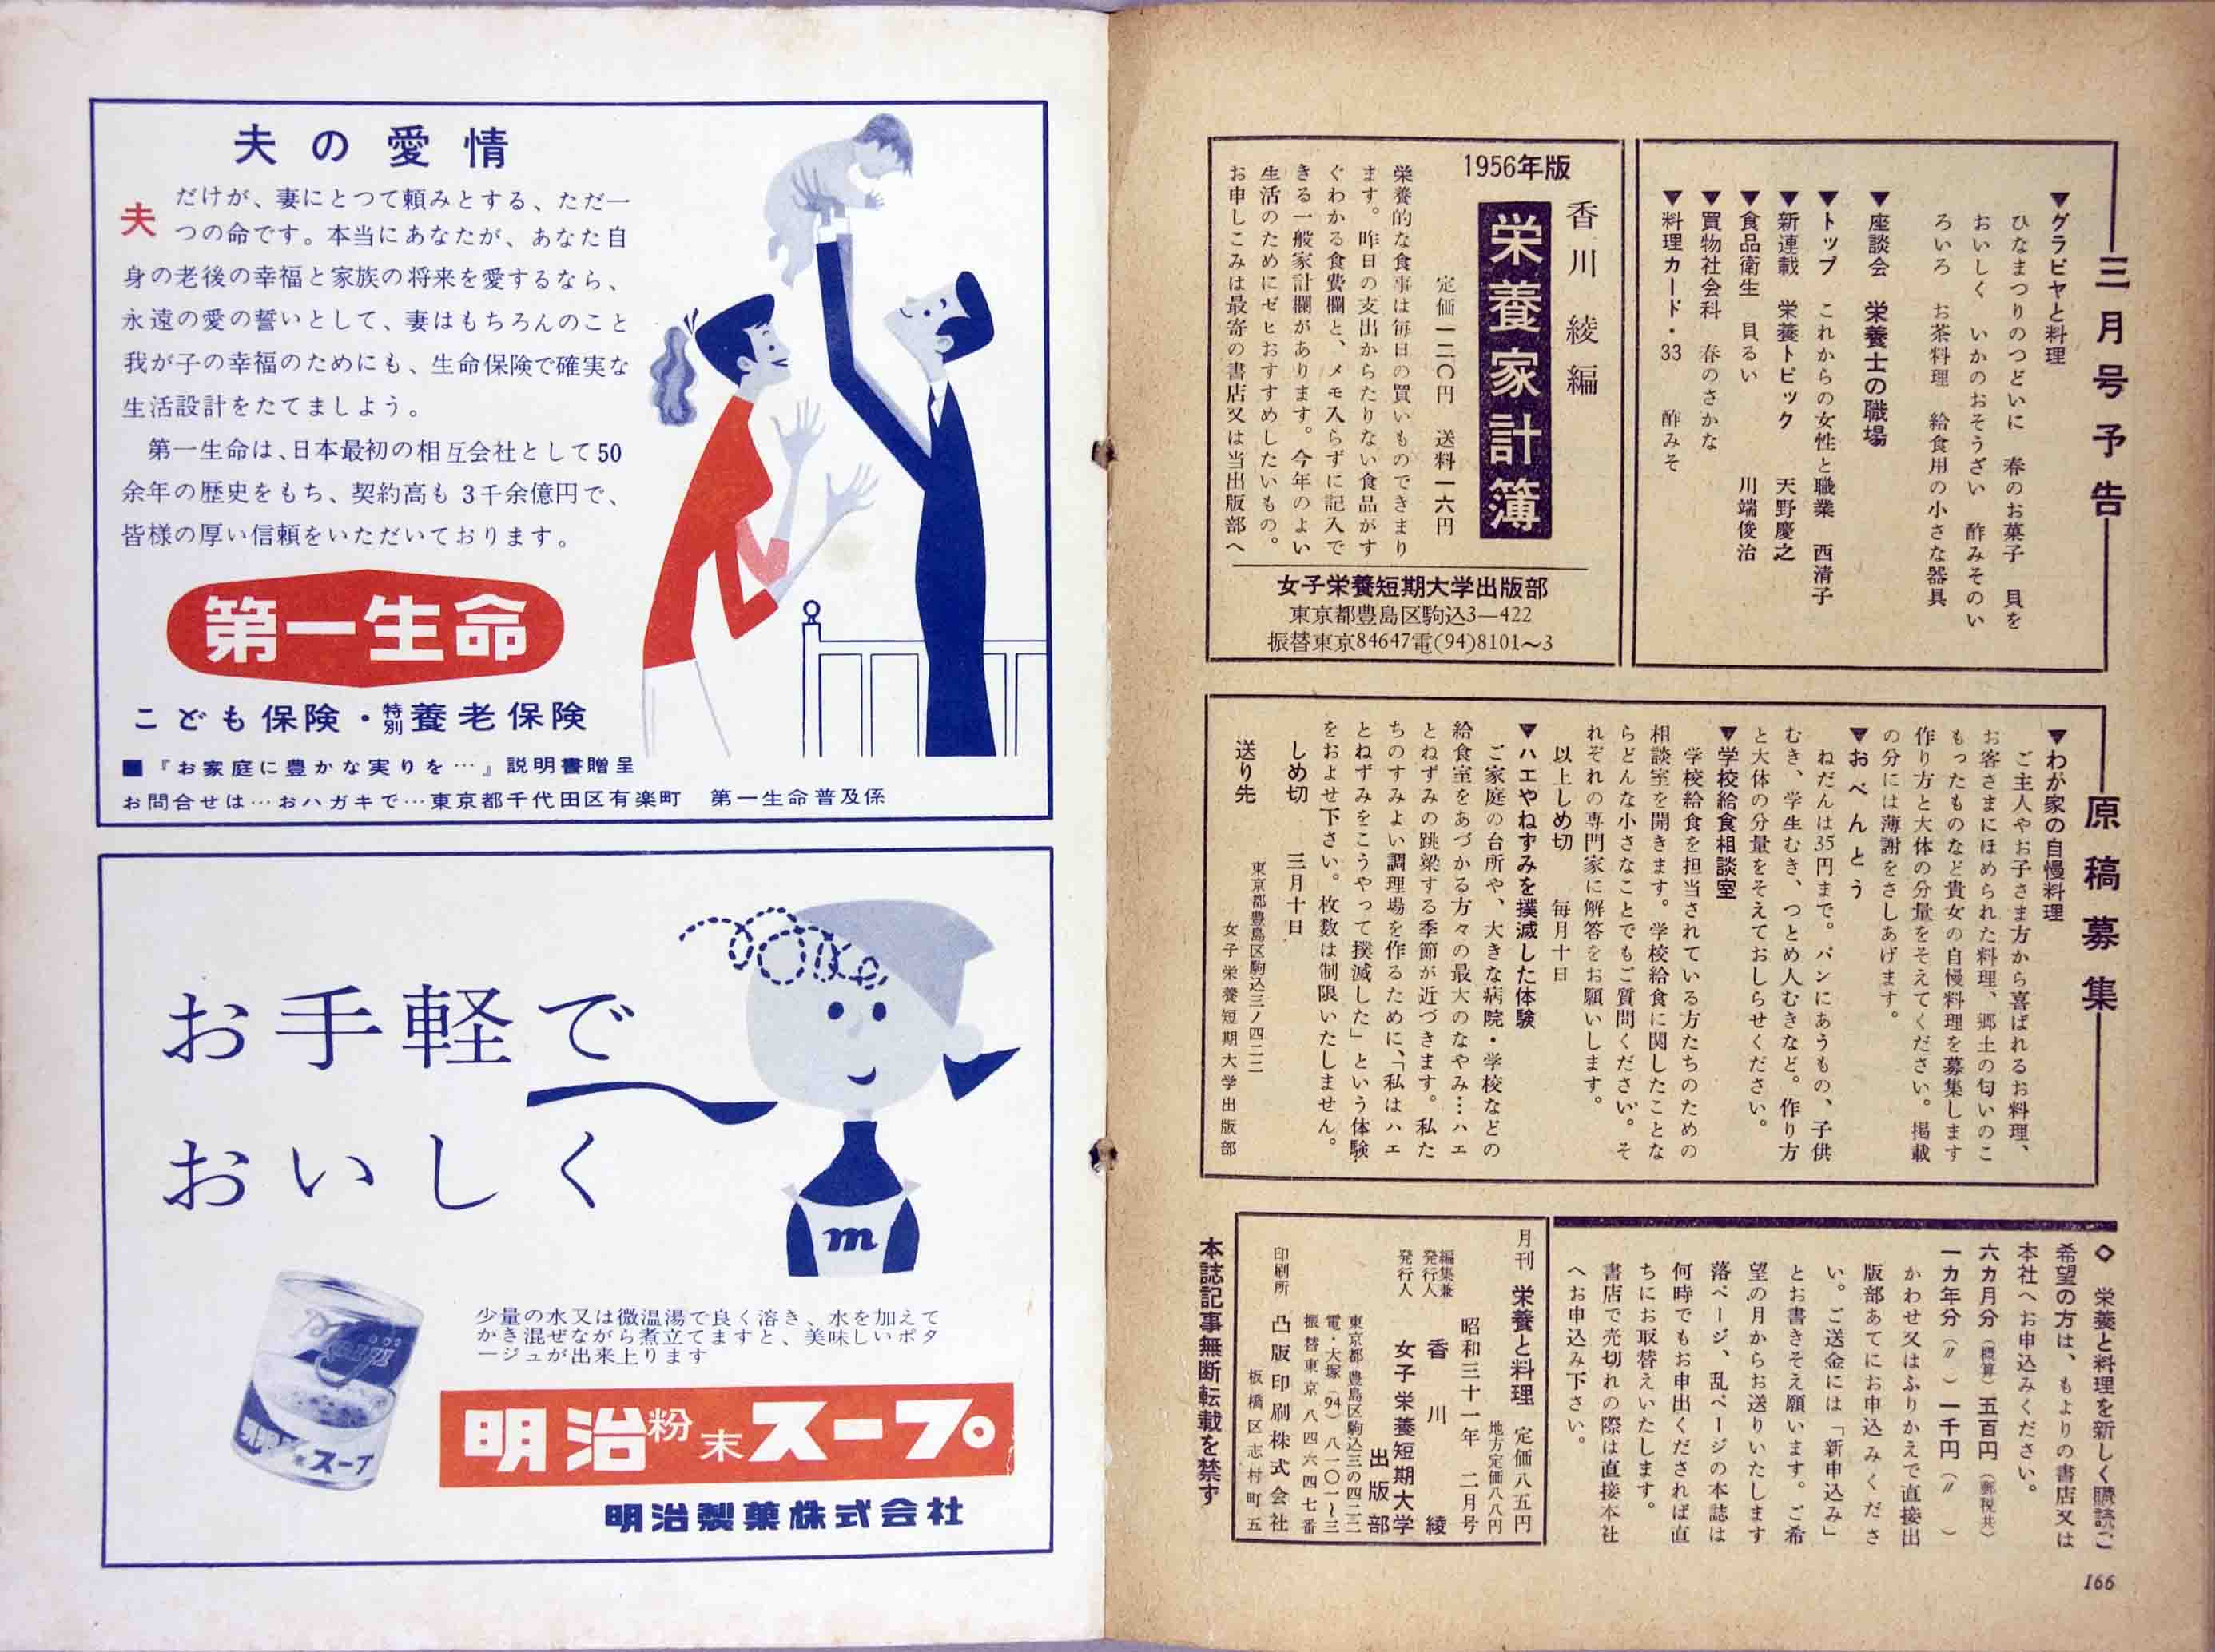 三月号予告
▼グラビヤと料理
ひなまつりのつどいに　春のお菓子　貝を
おいしく　いかのおそうざい　酢みそのい
ろいろ　お茶料理　給食用の小さな器具
▼座談会　栄養士の職場
▼トップ　これからの女性と職業　西清子
▼新連載　栄養トピック　天野慶之
▼食品衛生　貝るい　川端俊治
▼買物社会科　春のさかな
▼料理カード・33　酢みそ
1956年版
香川綾編
栄養家計簿
定価一二〇円　送料一六円
栄養的な食事は毎日の買いものできまり
ます。昨日の支出からたりない食品がす
ぐわかる食費欄と、メモ入らずに記入で
きる一般家計欄があります。今年のよい
生活のためにゼヒおすすめしたいもの。
お申しこみは最寄の書店又は当出版部へ
女子栄養短期大学出版部
東京都豊島区駒込3—422
振替東京84647電(94)8101～3
原稿募集
▼わが家の自慢料理
ご主人やお子さま方から喜ばれるお料理、
お客さまにほめられた料理、郷土の匂いのこ
もったものなど貴女の自慢料理を募集します
作り方と大体の分量をそえてください。掲載
の分には薄謝をさしあげます。
▼おべんとう
ねだんは35円まで。パンにあうもの、子供
むき、学生むき、つとめ人むきなど。作り方
と大体の分量をそえておしらせください。
▼学校給食相談室
学校給食を担当されている方たちのための
相談室を開きます。学校給食に関したことな
らどんな小さなことでもご質問ください。そ
れぞれの専門家に解答をお願いします。
以上しめ切　毎月十日
▼ハエやねずみを撲滅した体験
ご家庭の台所や、大きな病院・学校などの
給食室をあづかる方々の最大のなやみ…ハエ
とねずみの跳梁する季節が近づきます。私た
ちのすみよい調理場を作るために、「私はハエ
とねずみをこうやって撲滅した」という体験
をおよせ下さい。枚数は制限いたしません。
しめ切　三月十日
送り先　東京都豊島区駒込三ノ四二二
女子栄養短期大学出版部
◇　栄養と料理を新しく購読ご
希望の方は、もよりの書店又は
本社へお申込みください。
六カ月分（概算）五百円（郵税共）
一カ年分（〃）一千円（〃　）
かわせ又はふりかえで直接出
版部あてにお申込みくださ
い。ご送金には「新申込み」
とお書きそえ願います。ご希
望の月からお送りいたします
落ページ、乱ページの本誌は
何時でもお申出くだされば直
ちにお取替えいたします。
書店で売切れの際は直接本社
へお申込み下さい。
月刊　栄養と料理　定価八五円
地方定価八八円
昭和三十一年　二月号
編集兼発行人　香川綾
発行人　女子栄養短期大学
出版部
東京都豊島区駒込三の四二二
電・大塚（94）八一〇一〜三
振替東京八四六四七番
印刷所　凸版印刷株式会社
板橋区志村町五
本誌記事無断転載を禁ず
166
夫の愛情
夫だけが、妻にとつて頼みとする、ただ一
つの命です。本当にあなたが、あなた自
身の老後の幸福と家族の将来を愛するなら、
永遠の愛の誓いとして、妻はもちろんのこと
我が子の幸福のためにも、生命保険で確実な
生活設計をたてましよう。
第一生命は、日本最初の相互会社として50
余年の歴史をもち、契約高も 3千余億円で、
皆様の厚い信頼をいただいております。
第一生命
こども保険・特別養老保険
■『お家庭に豊かな実りを…』説明書贈呈
お問合せは…おハガキで…東京都千代田区有楽町　第一生命普及係
お手軽で
おいしく
m
Meiji
スープ
少量の水又は微温湯で良く溶き、水を加えて
かき混ぜながら煮立てますと、美味しいポタ
ージュが出来上ります
明治粉末スープ
明治製菓株式会社